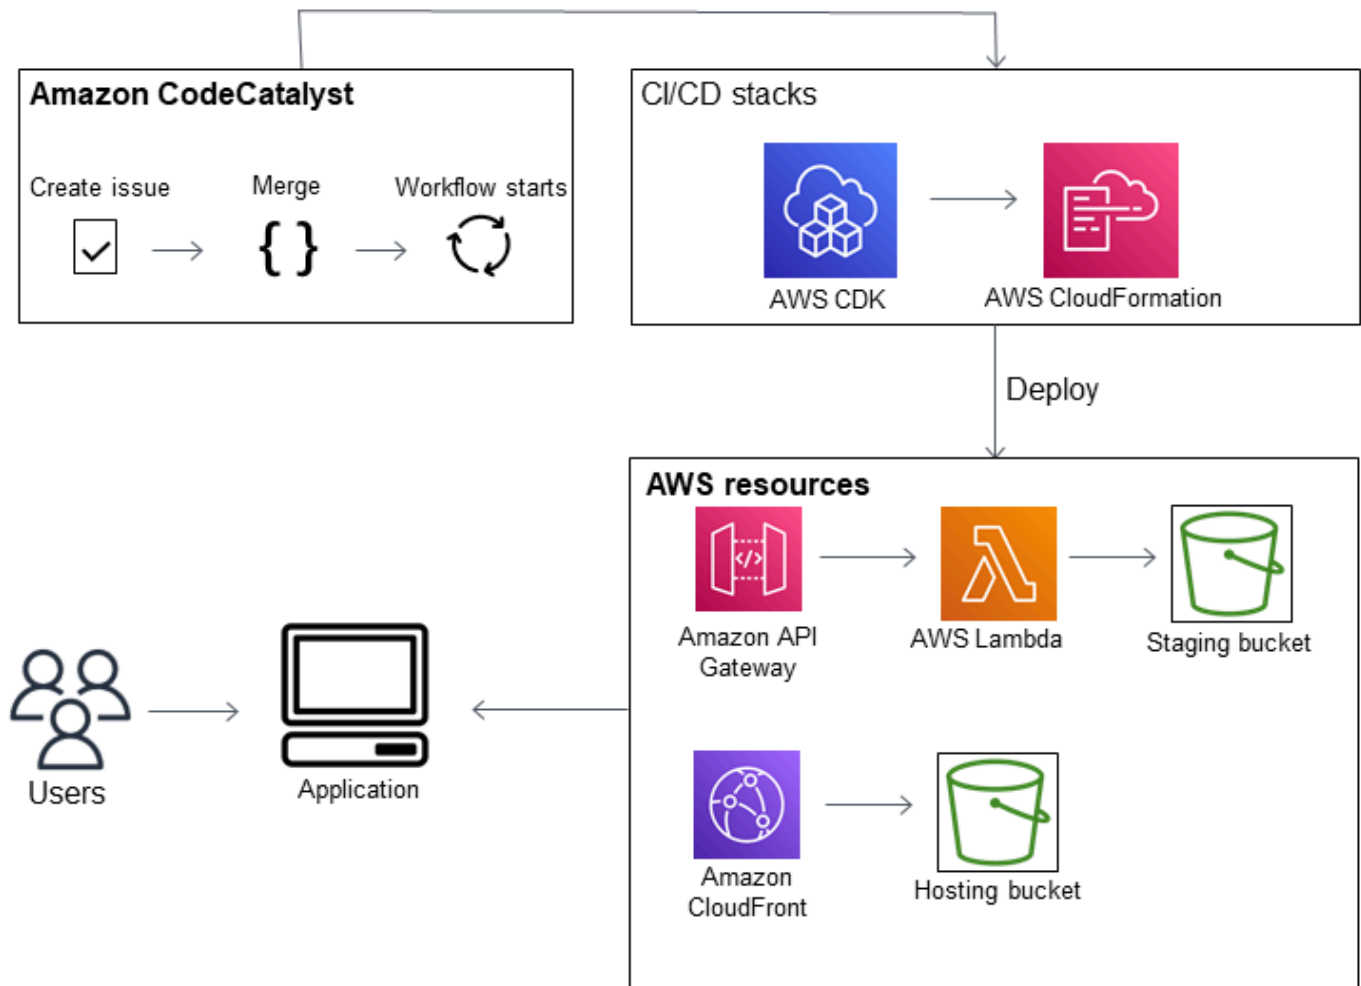 Amazon CodeCatalyst
Create issue
Merge
{ }
Workflow starts
CI/CD stacks
AWS CDK
AWS CloudFormation
Deploy
AWS resources
</>
Amazon API
Gateway
AWS Lambda
Staging bucket
Users
Application
Amazon
CloudFront
Hosting bucket